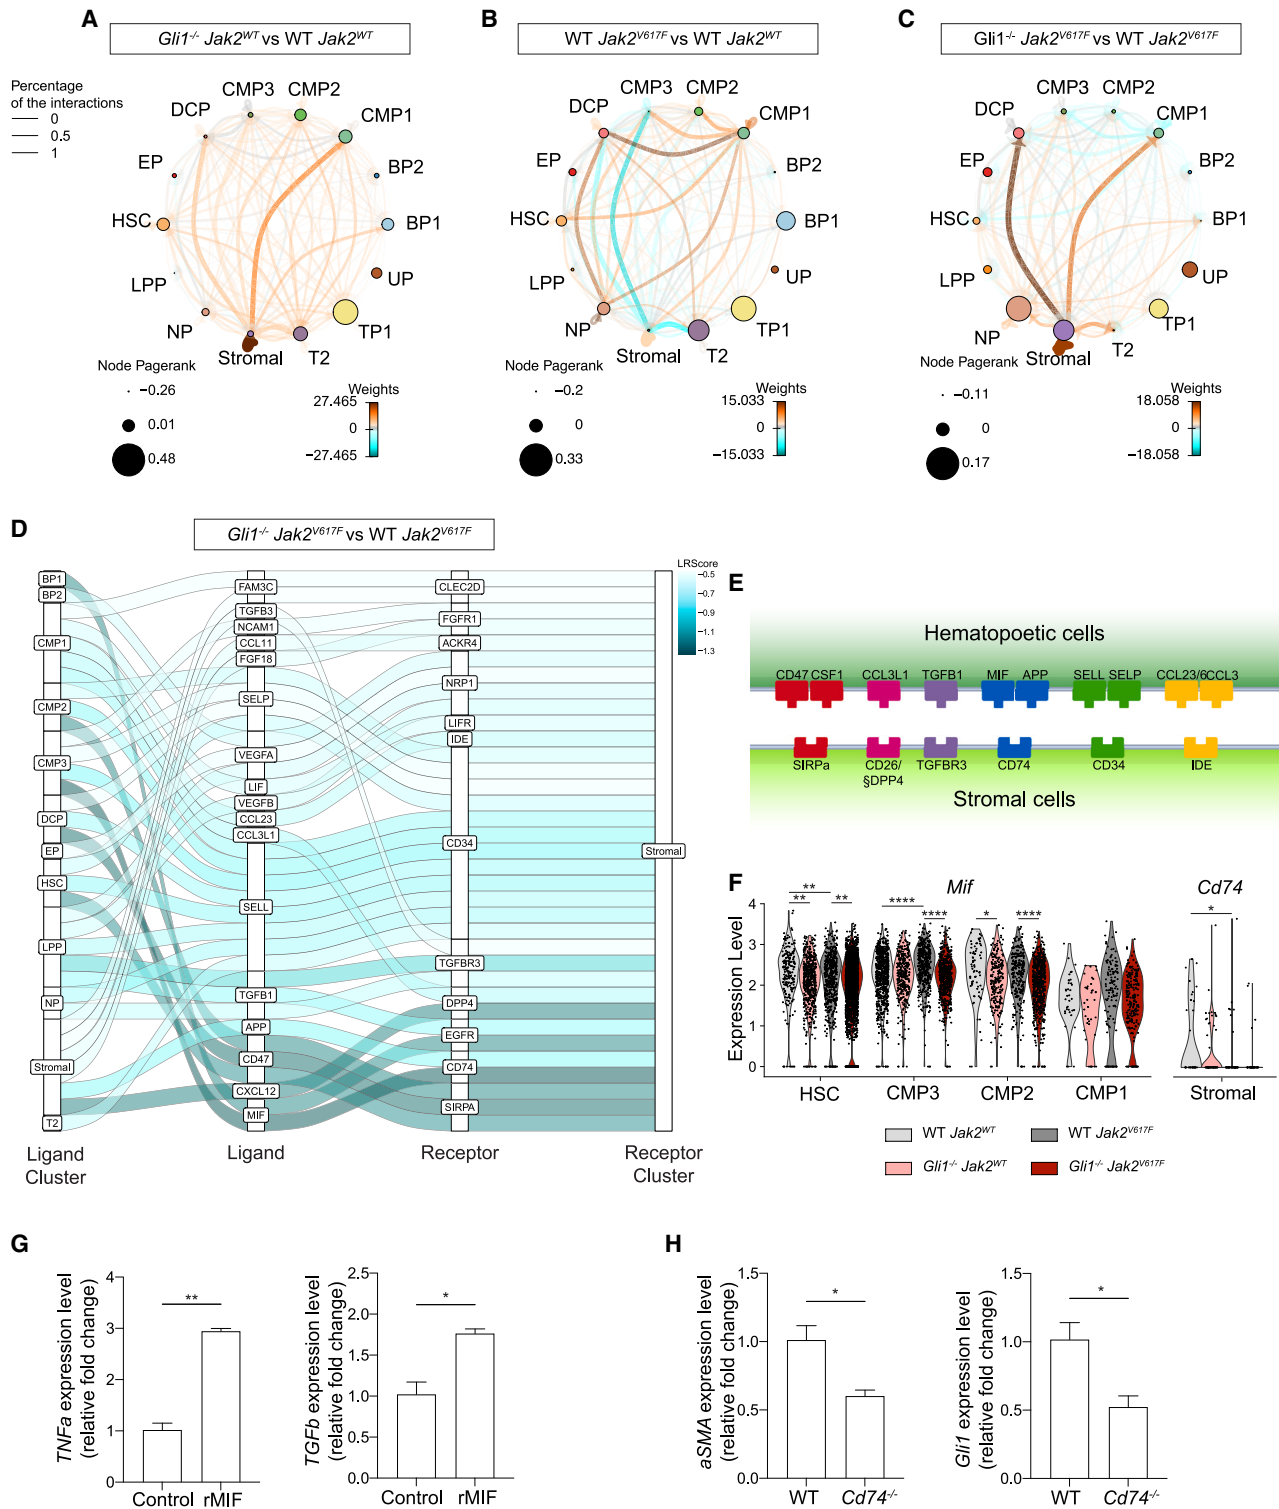 A
Gli1-/- Jak2WT vs WT Jak2WT
Percentage
of the interactions
0
0.5
1
CMP3
CMP2
DCP
CMP1
EP
BP2
HSC
BP1
LPP
UP
NP
TP1
Stromal
T2
Node Pagerank
−0.26
0.01
0.48
Weights
27.465
0
−27.465
B
WT Jak2V617F vs WT Jak2WT
CMP3
CMP2
DCP
CMP1
EP
BP2
HSC
BP1
LPP
UP
NP
TP1
Stromal
T2
Node Pagerank
−0.2
0
0.33
Weights
15.033
0
−15.033
C
Gli1-/- Jak2V617F vs WT Jak2V617F
CMP3
CMP2
DCP
CMP1
EP
BP2
HSC
BP1
LPP
UP
NP
TP1
Stromal
T2
Node Pagerank
−0.11
0
0.17
Weights
18.058
0
−18.058
D
Gli1-/- Jak2V617F vs WT Jak2V617F
LRScore
−0.5
−0.7
−0.9
−1.1
−1.3
BP1
BP2
CMP1
CMP2
CMP3
DCP
EP
HSC
LPP
NP
Stromal
T2
FAM3C
TGFB3
NCAM1
CCL11
FGF18
SELP
VEGFA
LIF
VEGFB
CCL23
CCL3L1
SELL
TGFB1
APP
CD47
CXCL12
MIF
CLEC2D
FGFR1
ACKR4
NRP1
LIFR
IDE
CD34
TGFBR3
DPP4
EGFR
CD74
SIRPA
Stromal
Ligand
Cluster
Ligand
Receptor
Receptor
Cluster
E
Hematopoetic cells
CD47 CSF1 CCL3L1 TGFB1 MIF APP SELL SELP CCL23/6 CCL3
SIRPa CD26/ TGFBR3 CD74 CD34 IDE
§DPP4
Stromal cells
F
Mif
Cd74
Expression Level
4
3
2
1
0
** ** ** **** **** * **** *
HSC
CMP3
CMP2
CMP1
Stromal
WT Jak2WT
WT Jak2V617F
Gli1-/- Jak2WT
Gli1-/- Jak2V617F
G
TNFa expression level
(relative fold change)
4
3
2
1
0
**
Control rMIF
TGFb expression level
(relative fold change)
2.5
2.0
1.5
1.0
0.5
0.0
*
Control rMIF
H
aSMA expression level
(relative fold change)
1.5
1.0
0.5
0.0
*
WT Cd74-/-
Gli1 expression level
(relative fold change)
1.5
1.0
0.5
0.0
*
WT Cd74-/-